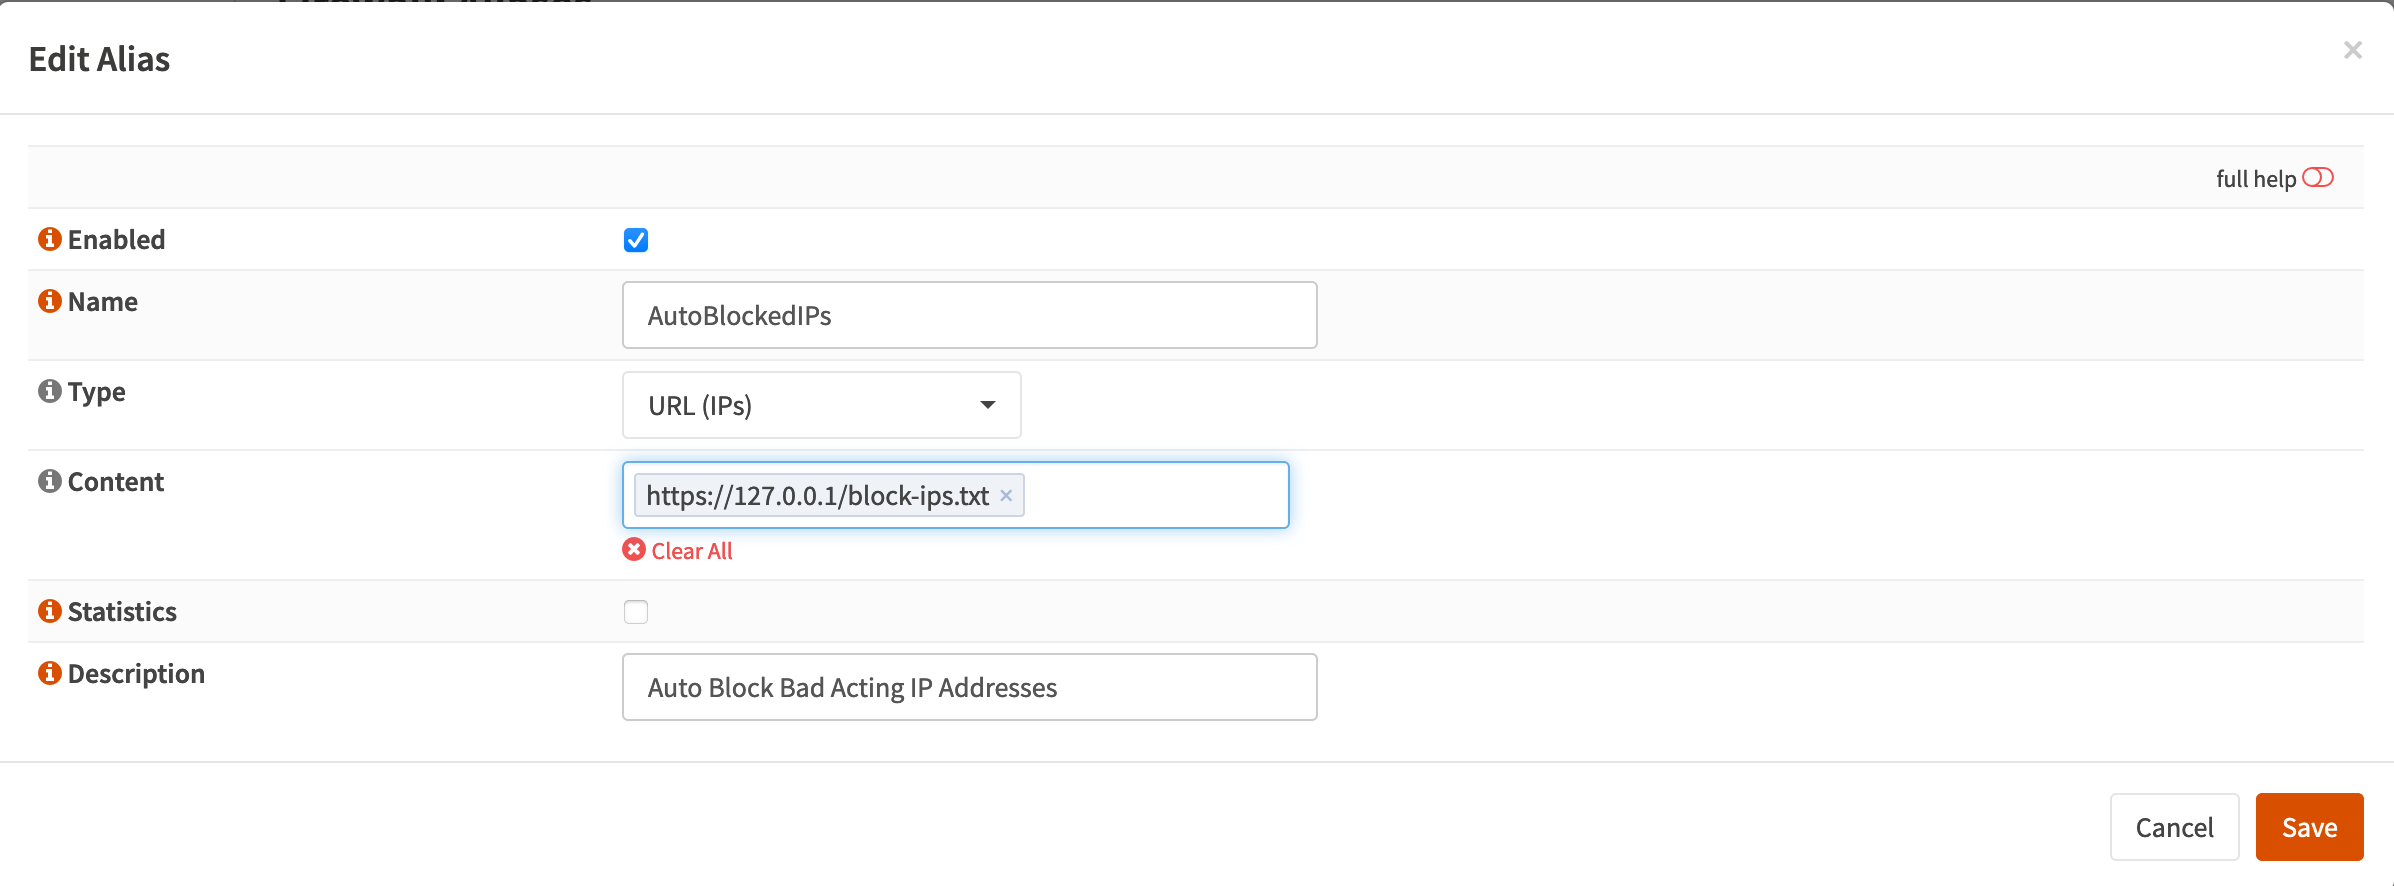 Edit Alias
×
full help
Enabled
Name
AutoBlockedIPs
Type
URL (IPs)
Content
https://127.0.0.1/block-ips.txt ×
Clear All
Statistics
Description
Auto Block Bad Acting IP Addresses
Cancel
Save